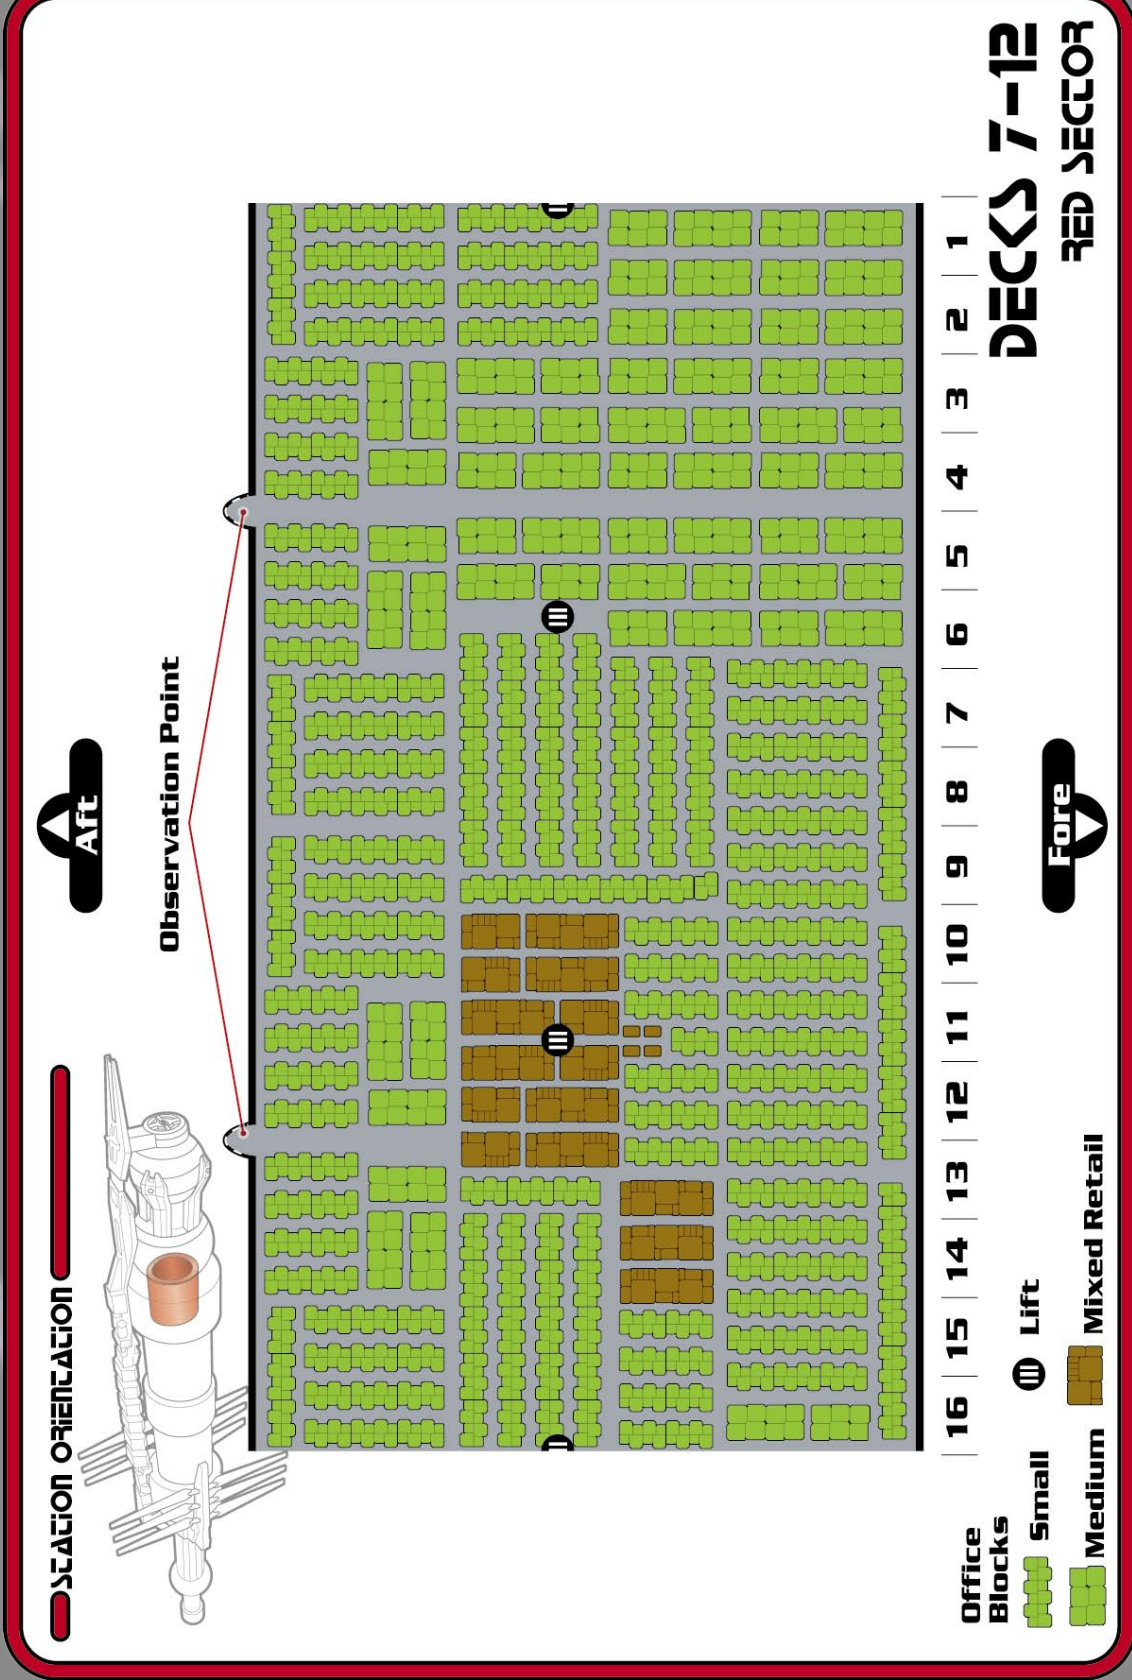 DECKS 7-12
RED SECTOR
Aft
Observation Point
1
2
3
4
5
6
7
8
9
10
11
12
13
14
15
16
Fore
STATION ORIENTATION
Office
Blocks
Small
Medium
Lift
Mixed Retail